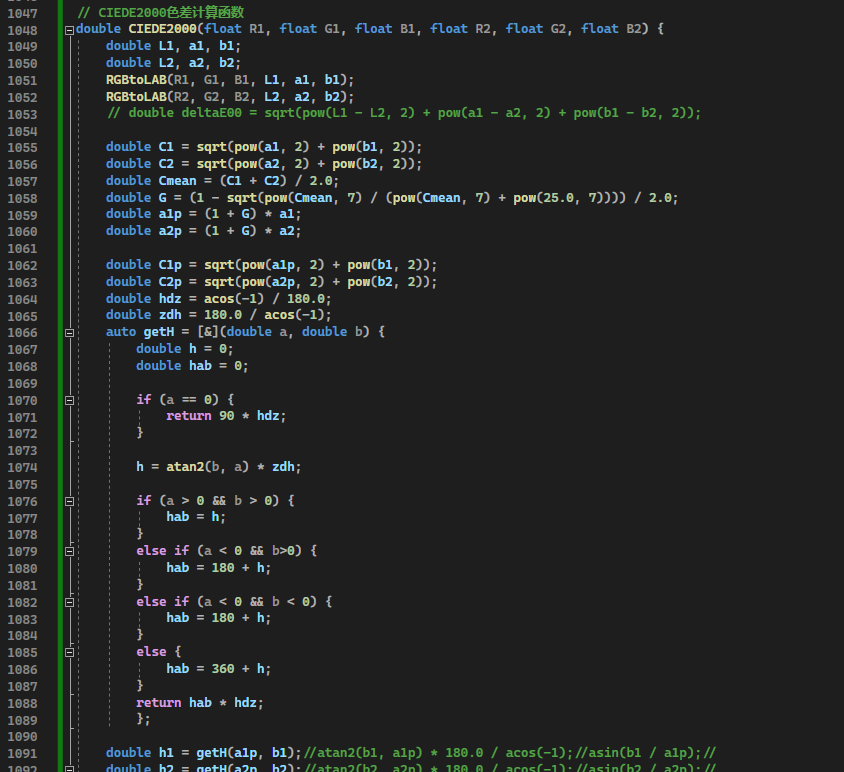 1047 // CIEDE2000色差计算函数
1048 double CIEDE2000(float R1, float G1, float B1, float R2, float G2, float B2) {
1049 double L1, a1, b1;
1050 double L2, a2, b2;
1051 RGBtoLAB(R1, G1, B1, L1, a1, b1);
1052 RGBtoLAB(R2, G2, B2, L2, a2, b2);
1053 // double deltaE00 = sqrt(pow(L1 - L2, 2) + pow(a1 - a2, 2) + pow(b1 - b2, 2));
1054
1055 double C1 = sqrt(pow(a1, 2) + pow(b1, 2));
1056 double C2 = sqrt(pow(a2, 2) + pow(b2, 2));
1057 double Cmean = (C1 + C2) / 2.0;
1058 double G = (1 - sqrt(pow(Cmean, 7) / (pow(Cmean, 7) + pow(25.0, 7)))) / 2.0;
1059 double a1p = (1 + G) * a1;
1060 double a2p = (1 + G) * a2;
1061
1062 double C1p = sqrt(pow(a1p, 2) + pow(b1, 2));
1063 double C2p = sqrt(pow(a2p, 2) + pow(b2, 2));
1064 double hdz = acos(-1) / 180.0;
1065 double zdh = 180.0 / acos(-1);
1066 auto getH = [&](double a, double b) {
1067 double h = 0;
1068 double hab = 0;
1069
1070 if (a == 0) {
1071 return 90 * hdz;
1072 }
1073
1074 h = atan2(b, a) * zdh;
1075
1076 if (a > 0 && b > 0) {
1077 hab = h;
1078 }
1079 else if (a < 0 && b>0) {
1080 hab = 180 + h;
1081 }
1082 else if (a < 0 && b < 0) {
1083 hab = 180 + h;
1084 }
1085 else {
1086 hab = 360 + h;
1087 }
1088 return hab * hdz;
1089 };
1090
1091 double h1 = getH(a1p, b1);//atan2(b1, a1p) * 180.0 / acos(-1);//asin(b1 / a1p);//
1092 double h2 = getH(a2p, b2);//atan2(b2, a2p) * 180.0 / acos(-1);//asin(b2 / a2p);//